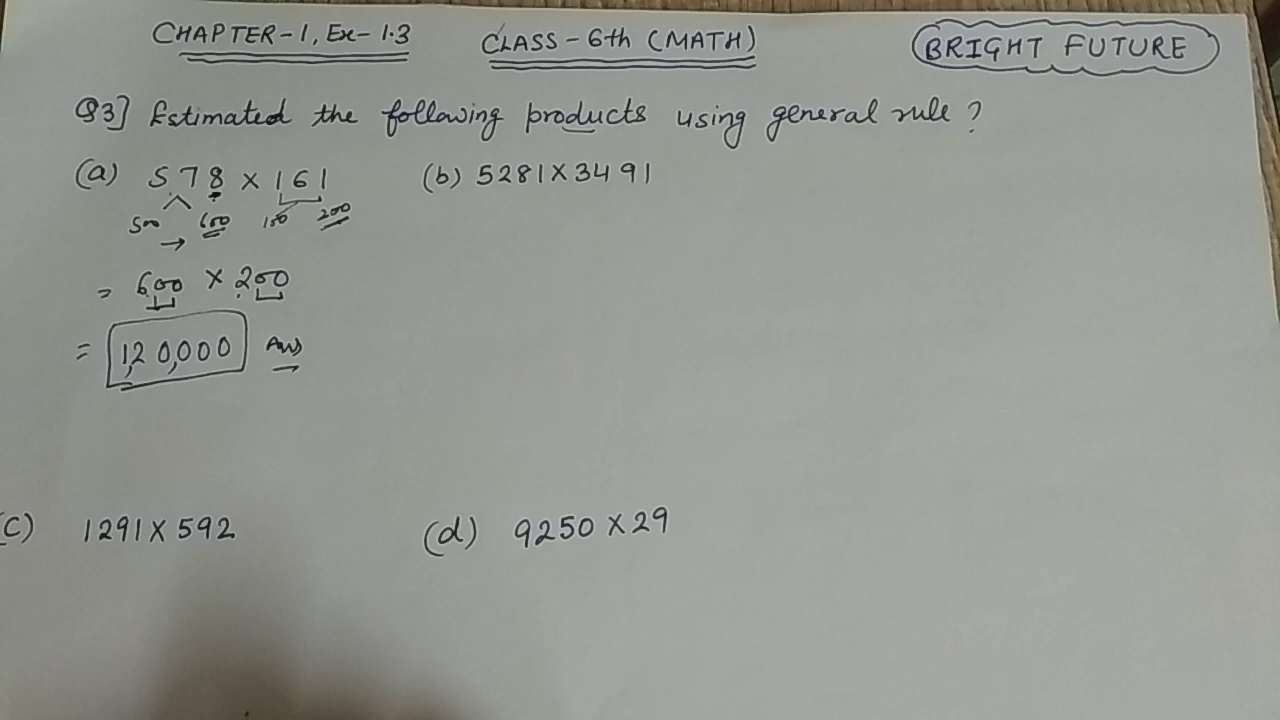 CHAPTER-1, Ex-1.3 CLASS-6th (MATH) BRIGHT FUTURE
Q3] Estimated the following products using general rule?
(a) 578 × 161 (b) 5281 × 3491
500 600 100 200
= 600 × 200
= 1,20,000 Ans
(C) 1291 × 592 (d) 9250 × 29